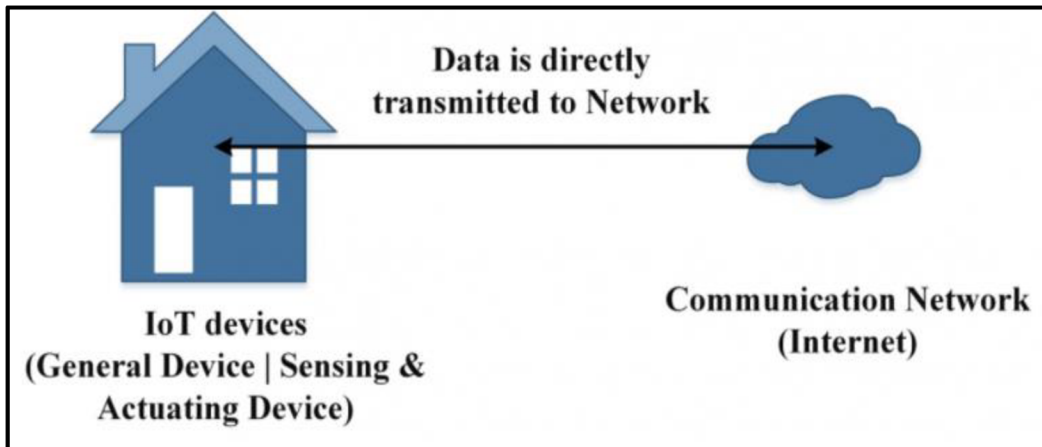 Data is directly
transmitted to Network
IoT devices
(General Device | Sensing &
Actuating Device)
Communication Network
(Internet)